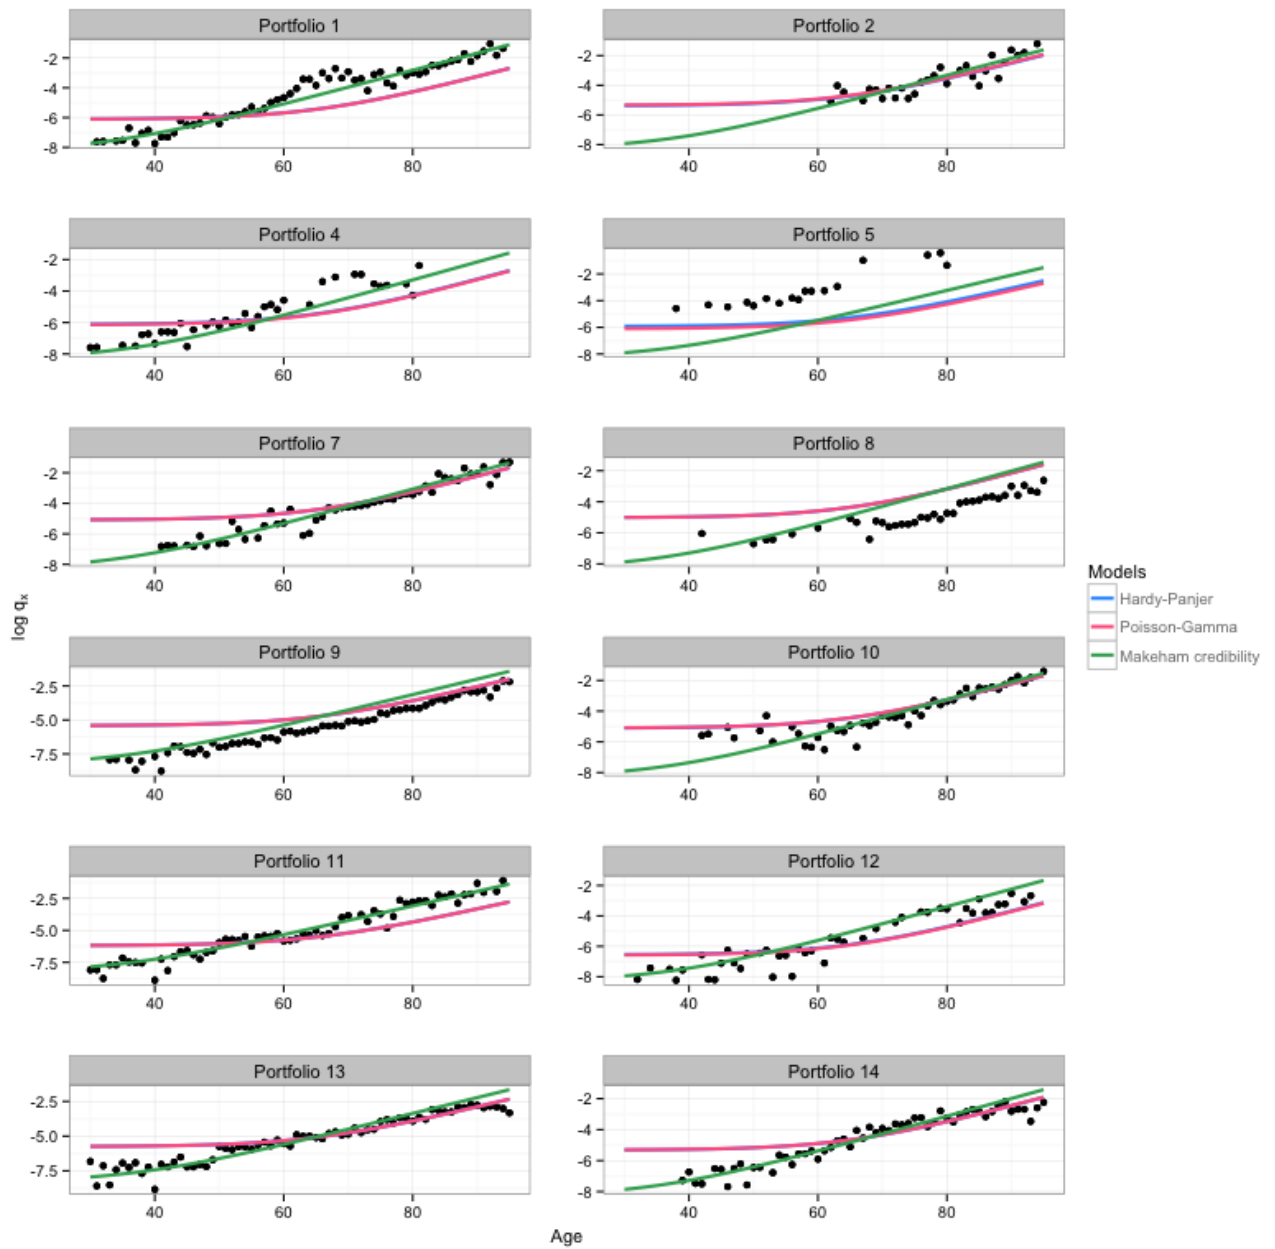 Portfolio 1
Portfolio 2
-2
-4
-6
-8
40 60 80
-2
-4
-6
-8
40 60 80
Portfolio 4
Portfolio 5
-2
-4
-6
-8
40 60 80
-2
-4
-6
-8
40 60 80
Portfolio 7
Portfolio 8
-2
-4
-6
-8
40 60 80
-2
-4
-6
-8
40 60 80
log qx
Models
Hardy-Panjer
Poisson-Gamma
Makeham credibility
Portfolio 9
Portfolio 10
-2.5
-5.0
-7.5
40 60 80
-2
-4
-6
-8
40 60 80
Portfolio 11
Portfolio 12
-2.5
-5.0
-7.5
40 60 80
-2
-4
-6
-8
40 60 80
Portfolio 13
Portfolio 14
-2.5
-5.0
-7.5
40 60 80
-2
-4
-6
-8
40 60 80
Age